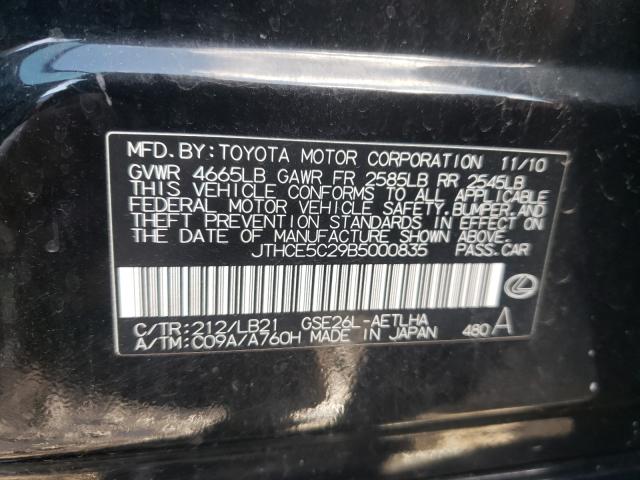 MFD. BY: TOYOTA MOTOR CORPORATION 11/10
GVWR 4665LB GAWR FR 2585LB RR 2545LB
THIS VEHICLE CONFORMS TO ALL APPLICABLE
FEDERAL MOTOR VEHICLE SAFETY, BUMPER, AND
THEFT PREVENTION STANDARDS IN EFFECT ON
THE DATE OF MANUFACTURE SHOWN ABOVE.
JTHCE5C29B5000835 PASS. CAR
C/TR: 212/LB21 GSE26L-AETLHA
A/TM: C09A/A760H MADE IN JAPAN 480 A